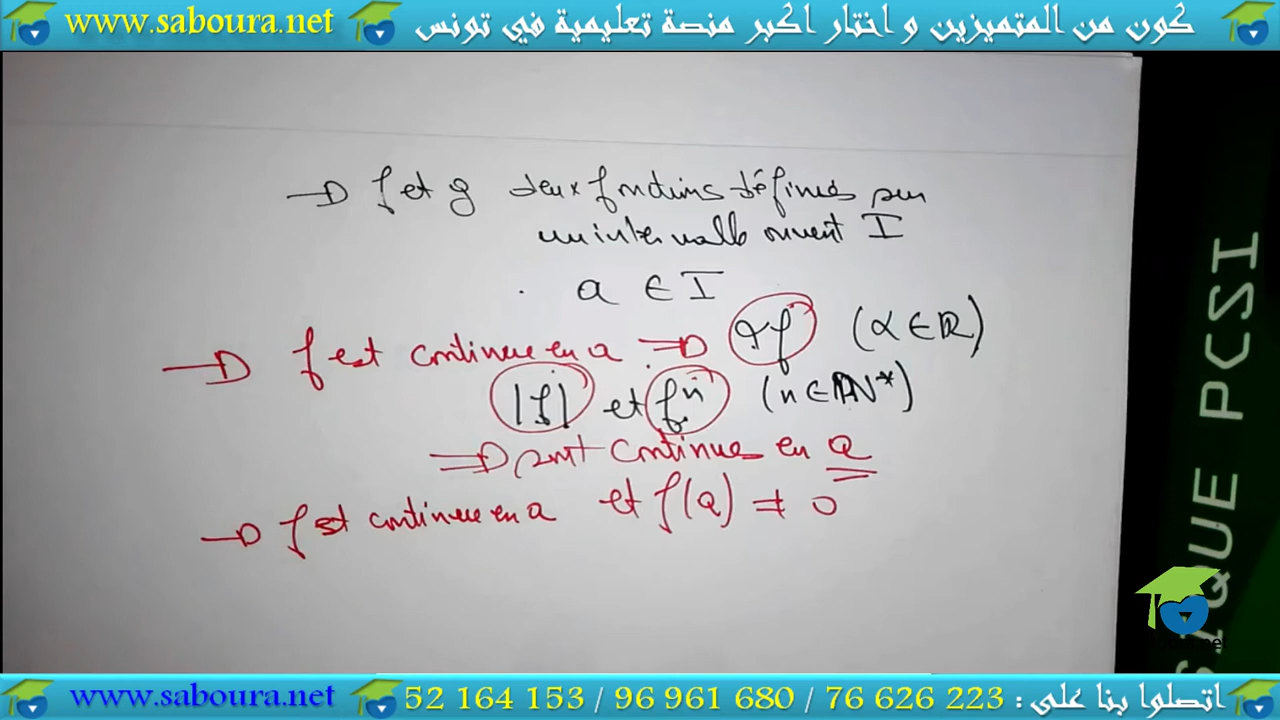 www.saboura.net كون من المتميزين و اختار اكبر منصة تعليمية في تونس
→ f et g deux fonctions définies sur
un intervalle ouvert I
a ∈ I
→ f est continue en a ⇒ αf (α ∈ ℝ)
|f| et fⁿ (n ∈ ℕ*)
⇒ sont continues en a
→ f est continue en a et f(a) ≠ 0
SIQUE PCSI
www.saboura.net اتصلوا بنا على : 52 164 153 / 96 961 680 / 76 626 223